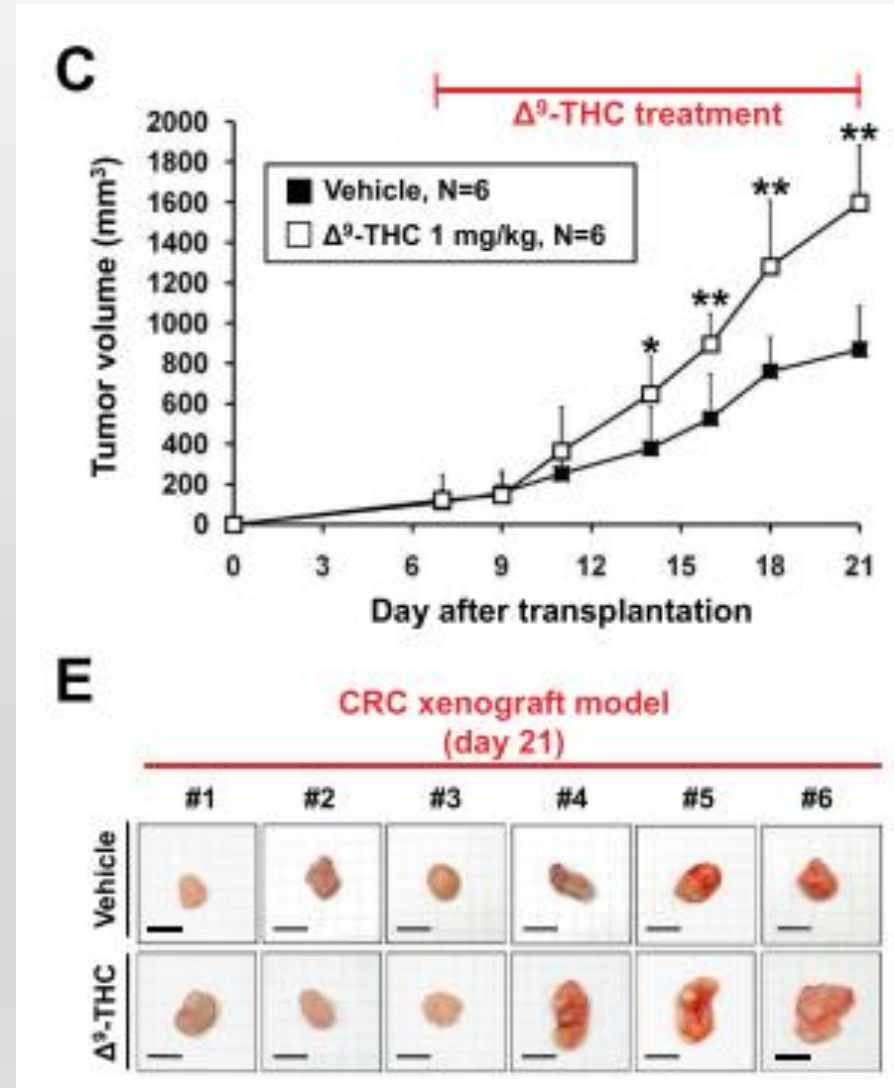 C
Δ⁹-THC treatment
2000
1800
1600
1400
1200
1000
800
600
400
200
0
Tumor volume (mm³)
Vehicle, N=6
Δ⁹-THC 1 mg/kg, N=6
*
**
**
**
0 3 6 9 12 15 18 21
Day after transplantation
E
CRC xenograft model
(day 21)
#1 #2 #3 #4 #5 #6
Vehicle
Δ⁹-THC